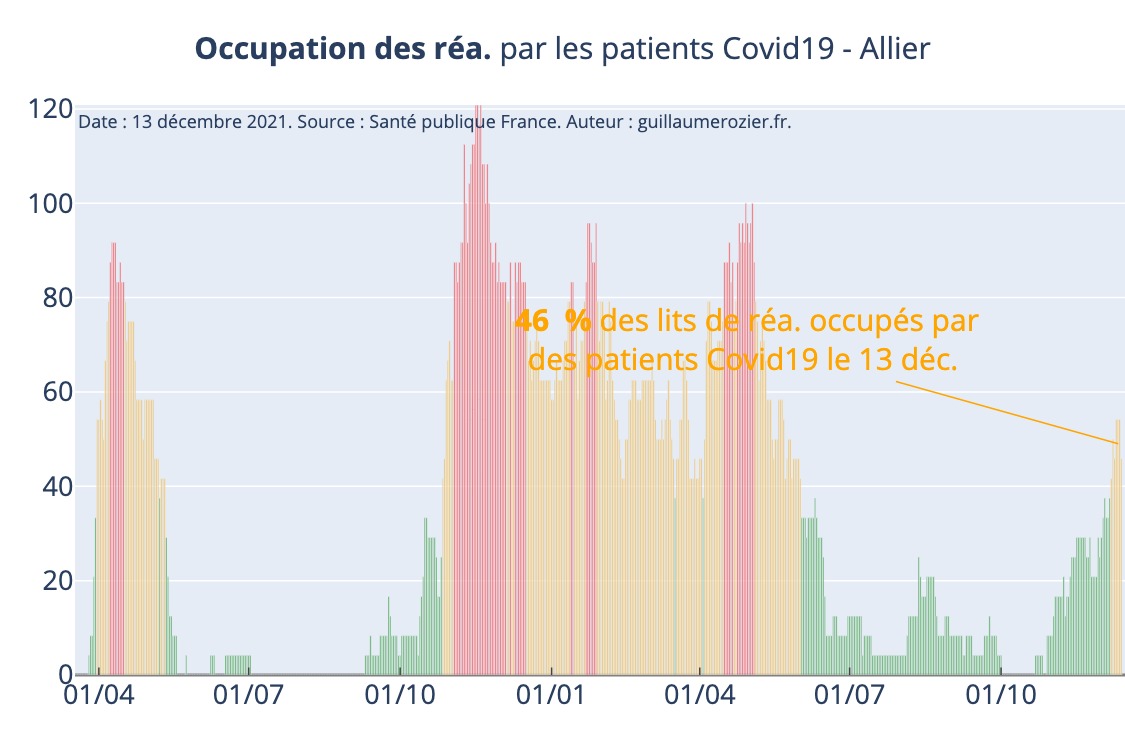 Occupation des réa. par les patients Covid19 - Allier
120
Date : 13 décembre 2021. Source : Santé publique France. Auteur : guillaumerozier.fr.
100
80
46 % des lits de réa. occupés par
des patients Covid19 le 13 déc.
60
40
20
0
01/04 01/07 01/10 01/01 01/04 01/07 01/10